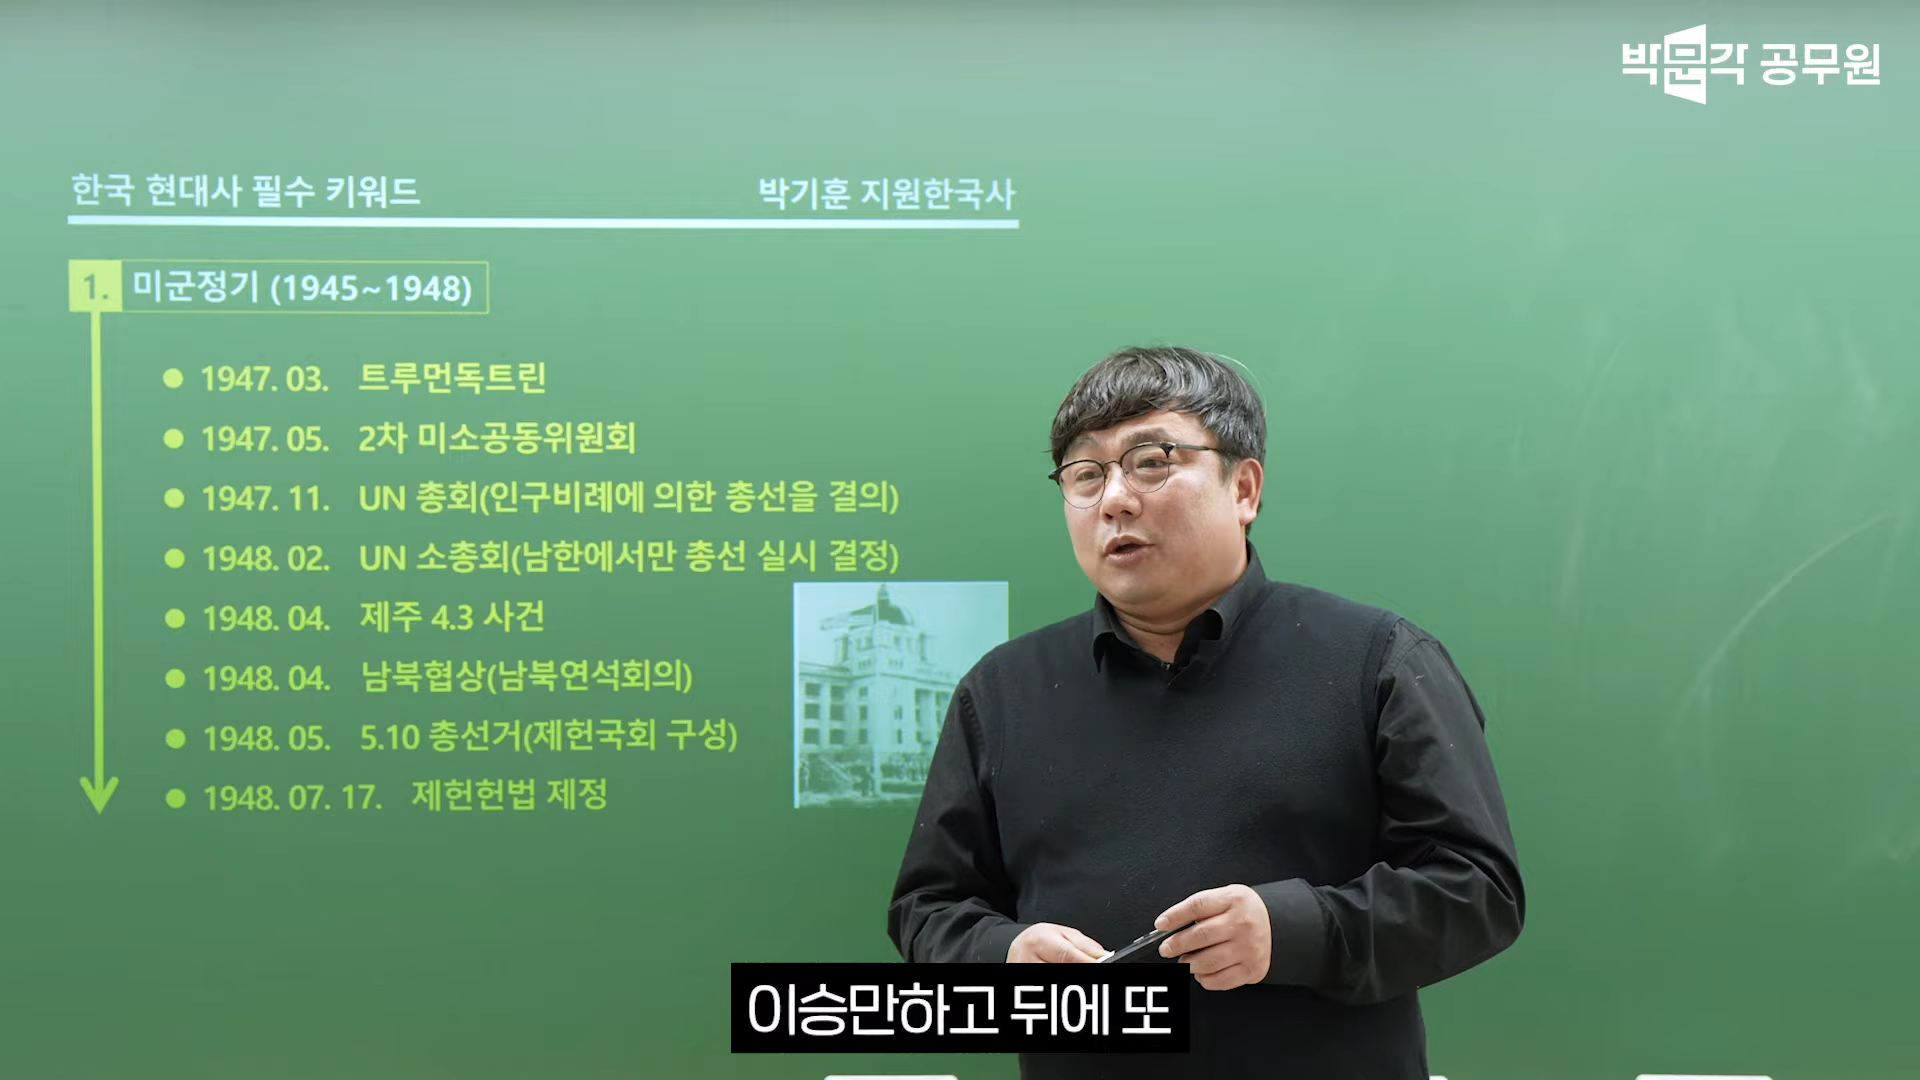 박문각 공무원
한국 현대사 필수 키워드 박기훈 지원한국사
1. 미군정기 (1945~1948)
● 1947. 03. 트루먼독트린
● 1947. 05. 2차 미소공동위원회
● 1947. 11. UN 총회(인구비례에 의한 총선을 결의)
● 1948. 02. UN 소총회(남한에서만 총선 실시 결정)
● 1948. 04. 제주 4.3 사건
● 1948. 04. 남북협상(남북연석회의)
● 1948. 05. 5.10 총선거(제헌국회 구성)
● 1948. 07. 17. 제헌헌법 제정
이승만하고 뒤에 또